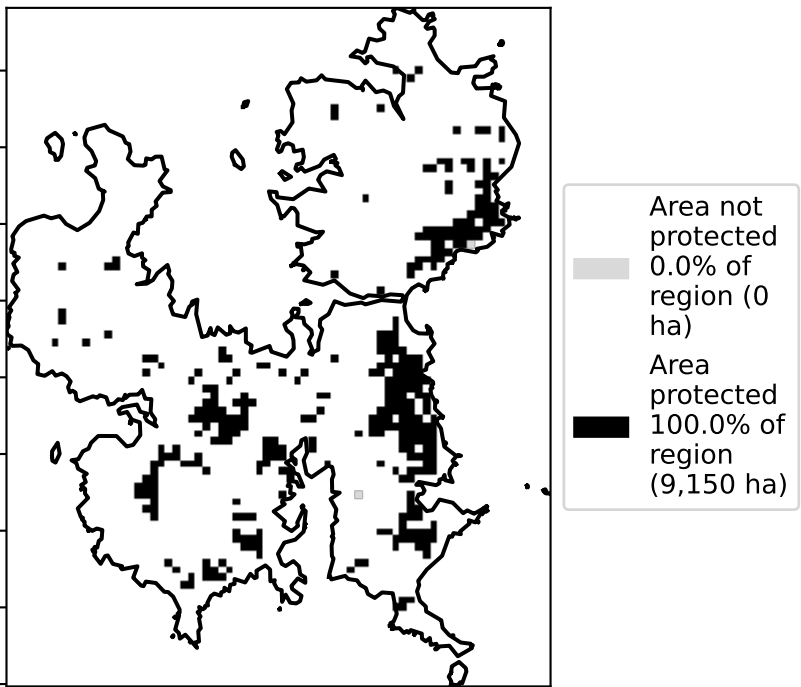 Area not
protected
0.0% of
region (0
ha)
Area
protected
100.0% of
region
(9,150 ha)